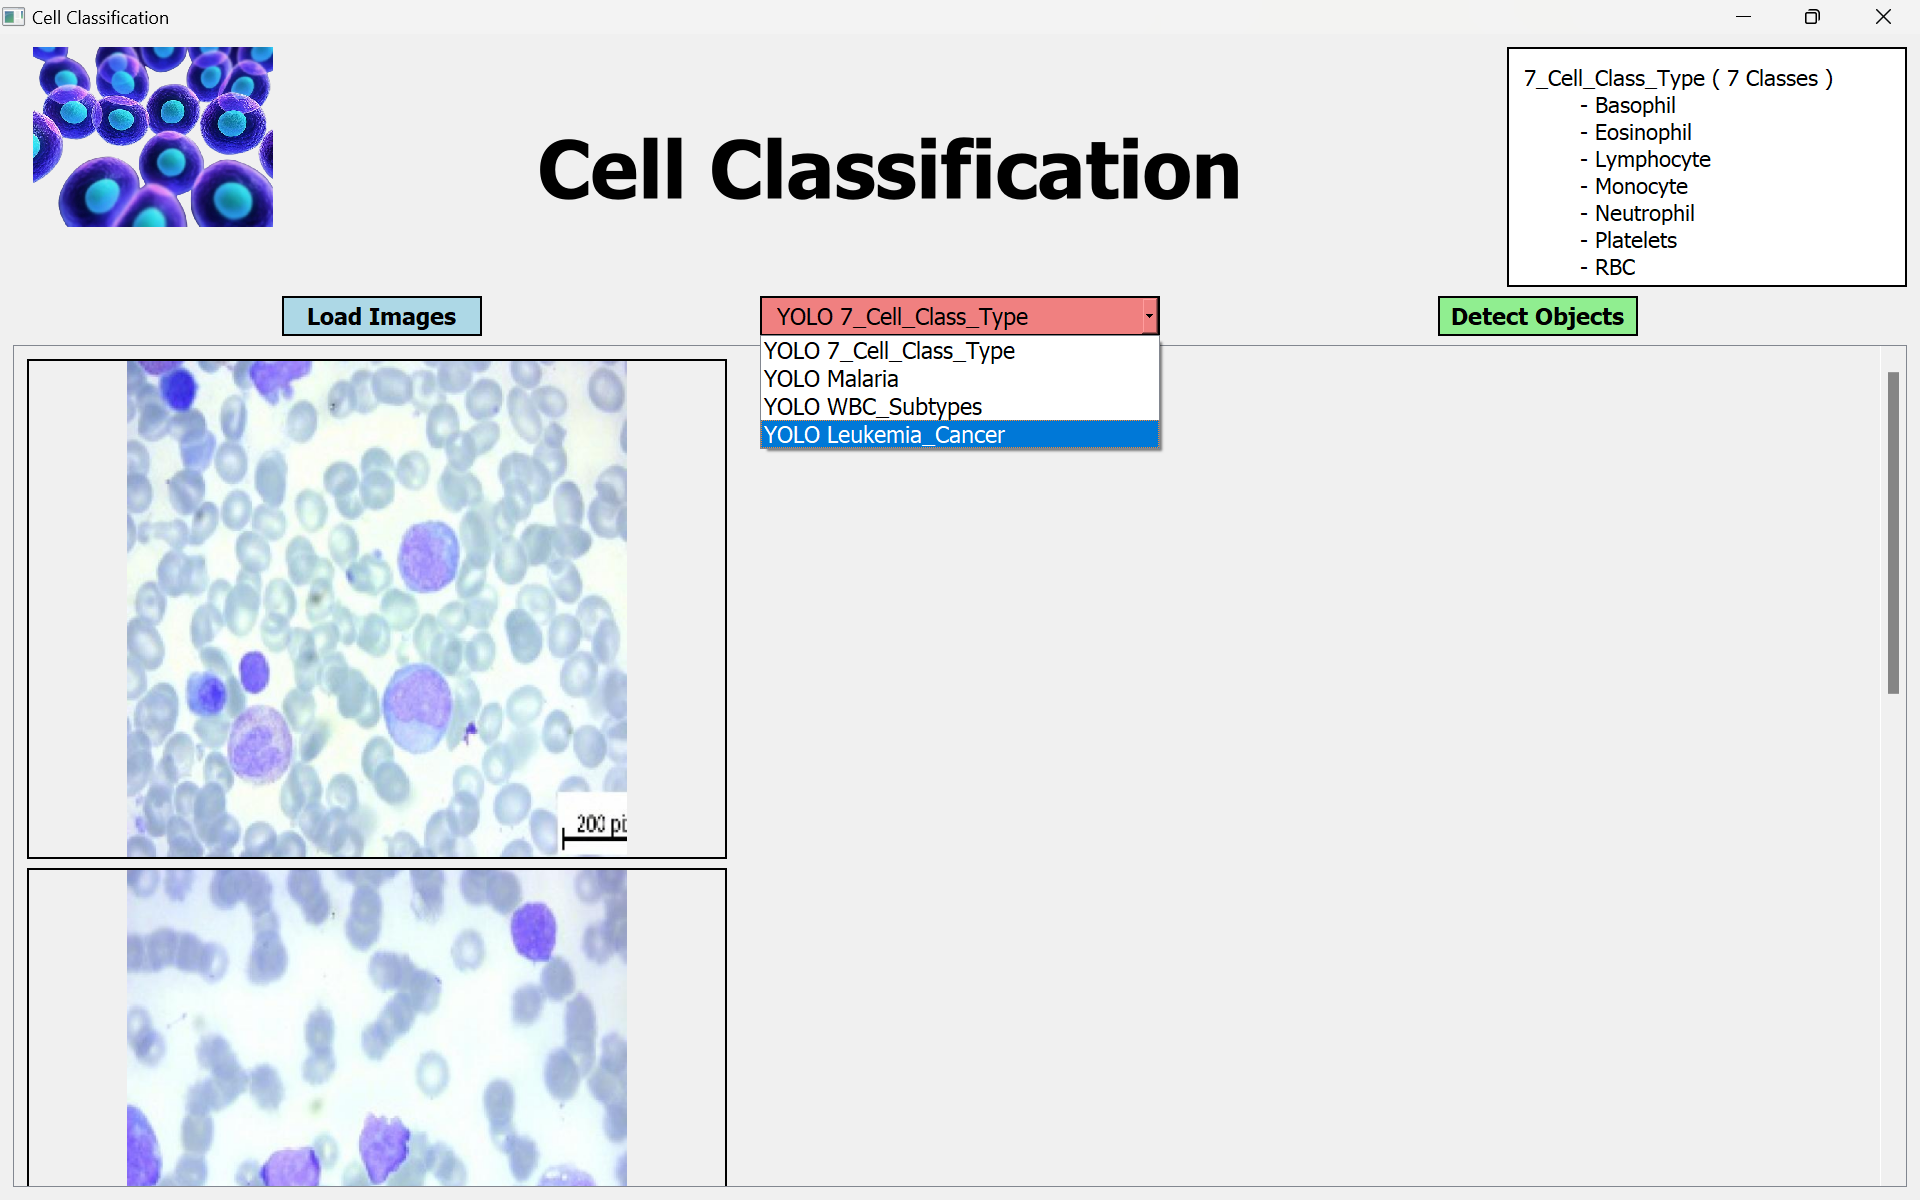 Cell Classification
Cell Classification
7_Cell_Class_Type ( 7 Classes )
- Basophil
- Eosinophil
- Lymphocyte
- Monocyte
- Neutrophil
- Platelets
- RBC
Load Images
YOLO 7_Cell_Class_Type
Detect Objects
YOLO 7_Cell_Class_Type
YOLO Malaria
YOLO WBC_Subtypes
YOLO Leukemia_Cancer
200 pi